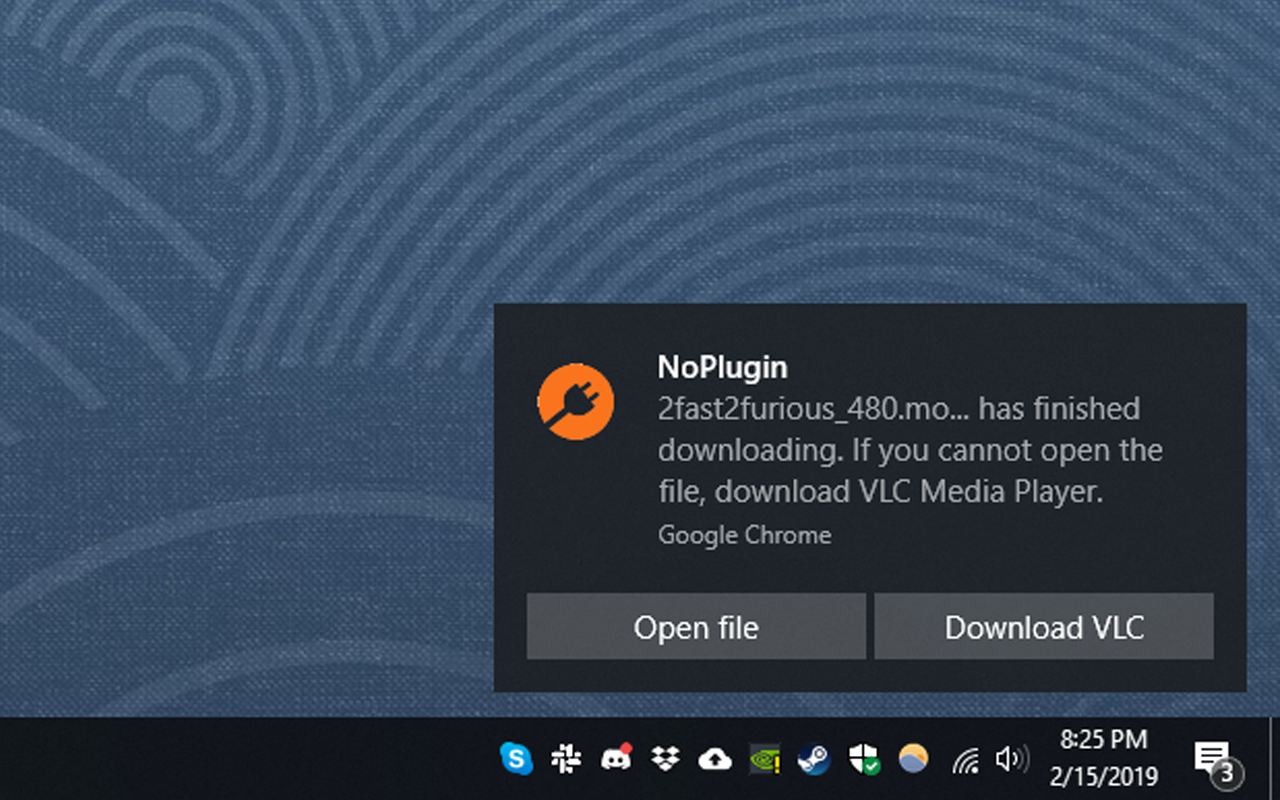 NoPlugin
2fast2furious_480.mo... has finished
downloading. If you cannot open the
file, download VLC Media Player.
Google Chrome
Open file
Download VLC
8:25 PM
2/15/2019
3